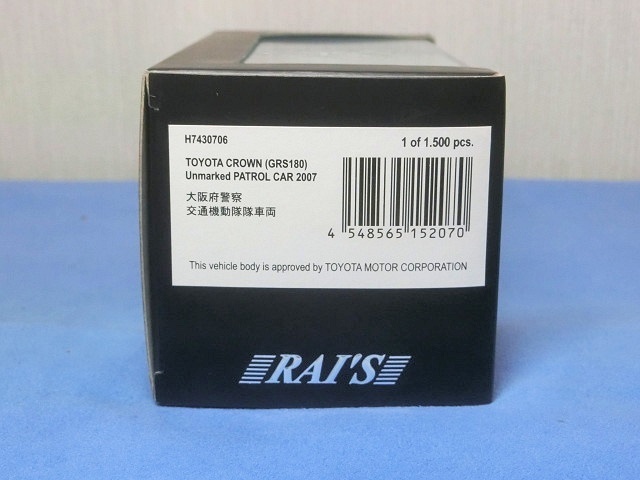 H7430706
1 of 1.500 pcs.
TOYOTA CROWN (GRS180)
Unmarked PATROL CAR 2007
大阪府警察
交通機動隊隊車両
4 548565 152070
This vehicle body is approved by TOYOTA MOTOR CORPORATION
RAI'S